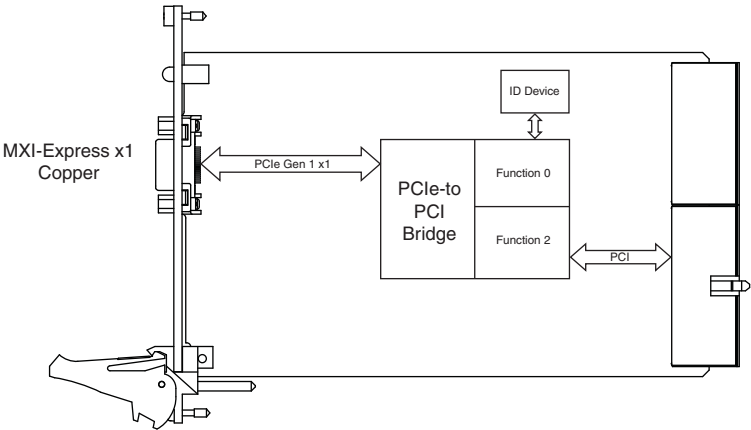 ID Device
MXI-Express x1
Copper
PCIe Gen 1 x1
PCIe-to
PCI
Bridge
Function 0
Function 2
PCI